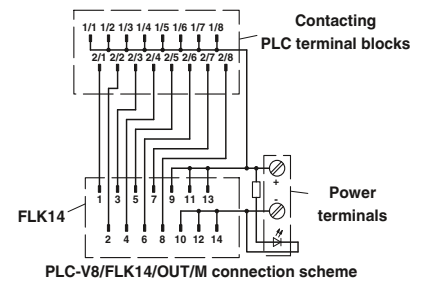 Contacting
PLC terminal blocks
1/1 1/2 1/3 1/4 1/5 1/6 1/7 1/8
2/1 2/2 2/3 2/4 2/5 2/6 2/7 2/8
1 3 5 7 9 11 13
+
-
Power
terminals
FLK14
2 4 6 8 10 12 14
PLC-V8/FLK14/OUT/M connection scheme